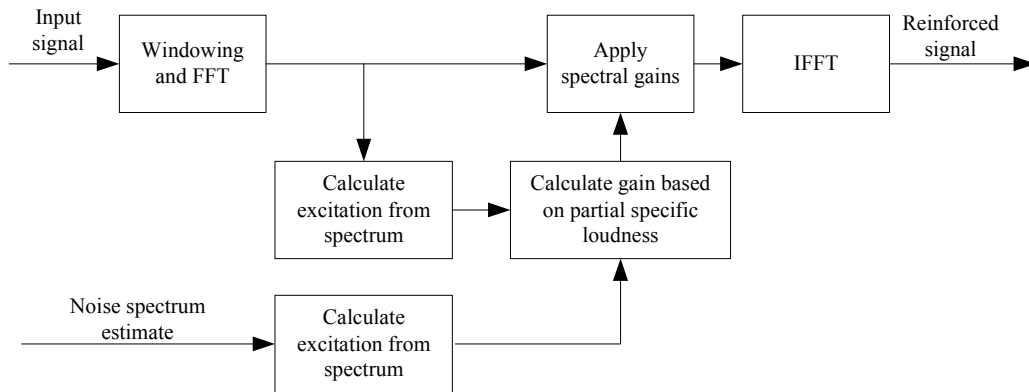 Input
signal
Windowing
and FFT
Apply
spectral gains
IFFT
Reinforced
signal
Calculate
excitation from
spectrum
Calculate gain based
on partial specific
loudness
Noise spectrum
estimate
Calculate
excitation from
spectrum